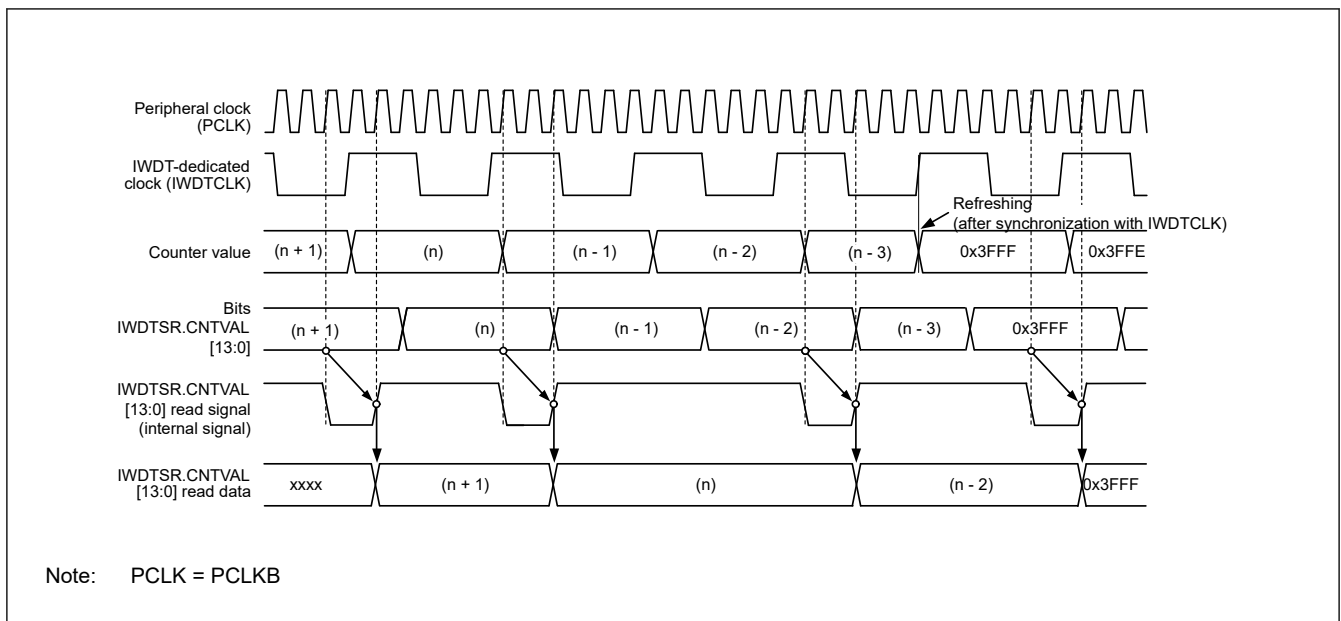 Peripheral clock
(PCLK)
IWDT-dedicated
clock (IWDTCLK)
Refreshing
(after synchronization with IWDTCLK)
Counter value
(n + 1)
(n)
(n - 1)
(n - 2)
(n - 3)
0x3FFF
0x3FFE
Bits
IWDTSR.CNTVAL
[13:0]
(n + 1)
(n)
(n - 1)
(n - 2)
(n - 3)
0x3FFF
IWDTSR.CNTVAL
[13:0] read signal
(internal signal)
IWDTSR.CNTVAL
[13:0] read data
xxxx
(n + 1)
(n)
(n - 2)
0x3FFF
Note: PCLK = PCLKB